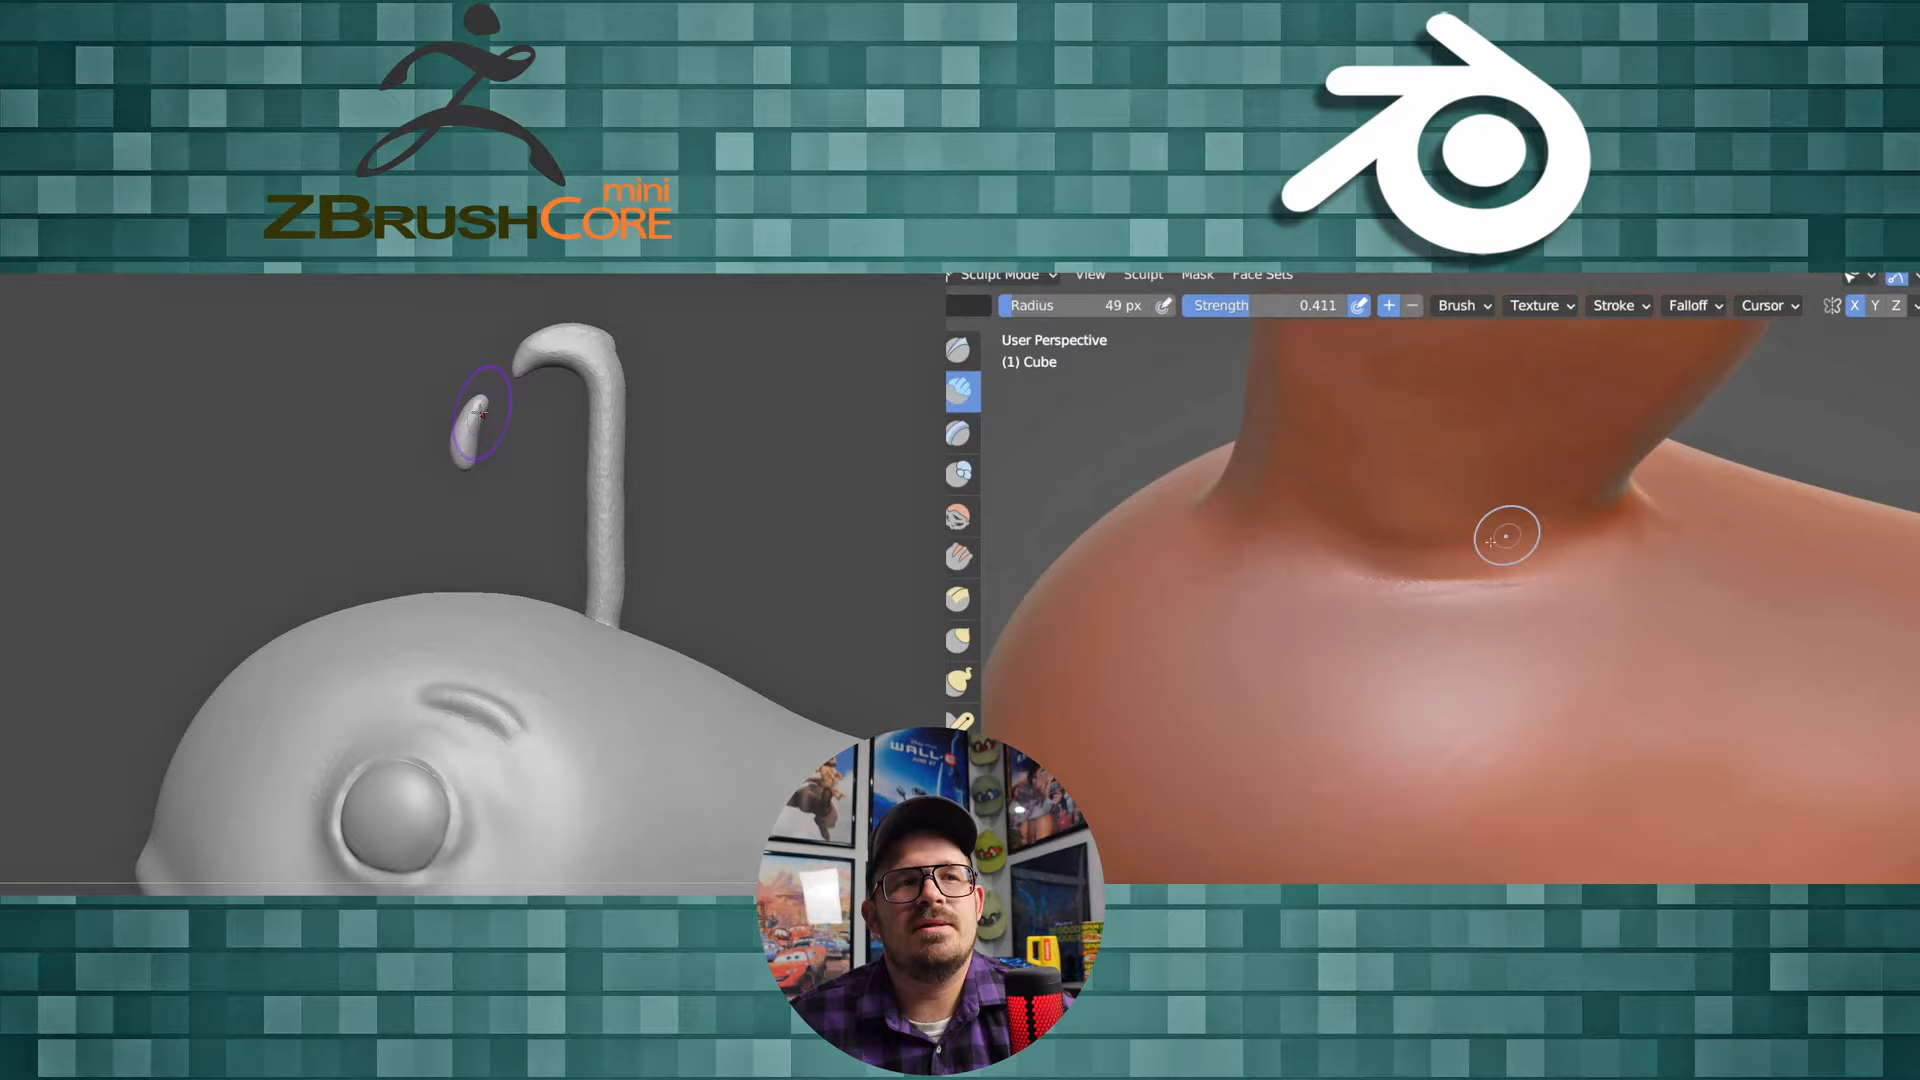 mini
ZBRUSHCORE
Sculpt Mode View Sculpt Mask Face Sets
Radius 49 px Strength 0.411 + − Brush Texture Stroke Falloff Cursor X Y Z
User Perspective
(1) Cube
WALL·E